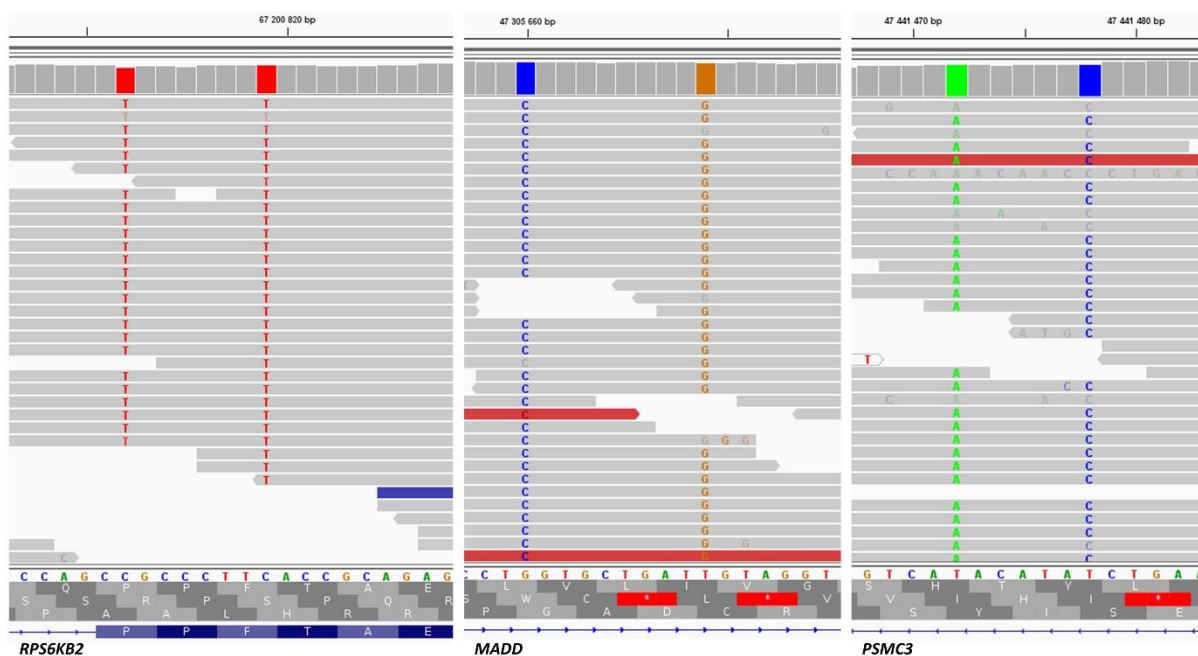 67 200 820 bp
T T
T T
T T
T T
T T
T T
T
T T
T T
T T
T T
T T
T T
T T
T T
T T
T T
T T
T T
T T
T
T T
T T
T T
T T
T T
T T
T
T
T
C
C C A G C C G C C C T T C A C C G C A G A G
Q P P F T A E
S S R P S P Q R
P A A L H R R
P P F T A E
RPS6KB2
47 305 660 bp
C G
C G
C G G
C G
C G
C G
C G
C G
C G
C G
C G
C G
C G
C G
G
G
G
C G
C G
C G
C G
C G
C G
C
C
C
C G G G
C G
C G
C G
C G
C G
C G
C G
C G G
C G
C C T G G T G C T G A T T G T A G G T
L V L I V G
W C * L * V
P G A D C R
MADD
47 441 470 bp 47 441 480 bp
G A C
A C
A C
A C
A C
C C A A A C A A C C C T G A
A C
A C
A A C
A A C
A C
A C
A C
A C
A C
A C
C
A T G C
T
A
A C C
C A A C
A C
A C
A C
A C
A C
A C
A C
A C
A C
A C
A C
G T C A T A C A T A T C T G A A
S H T Y L
V I H I *
S Y I S E
PSMC3